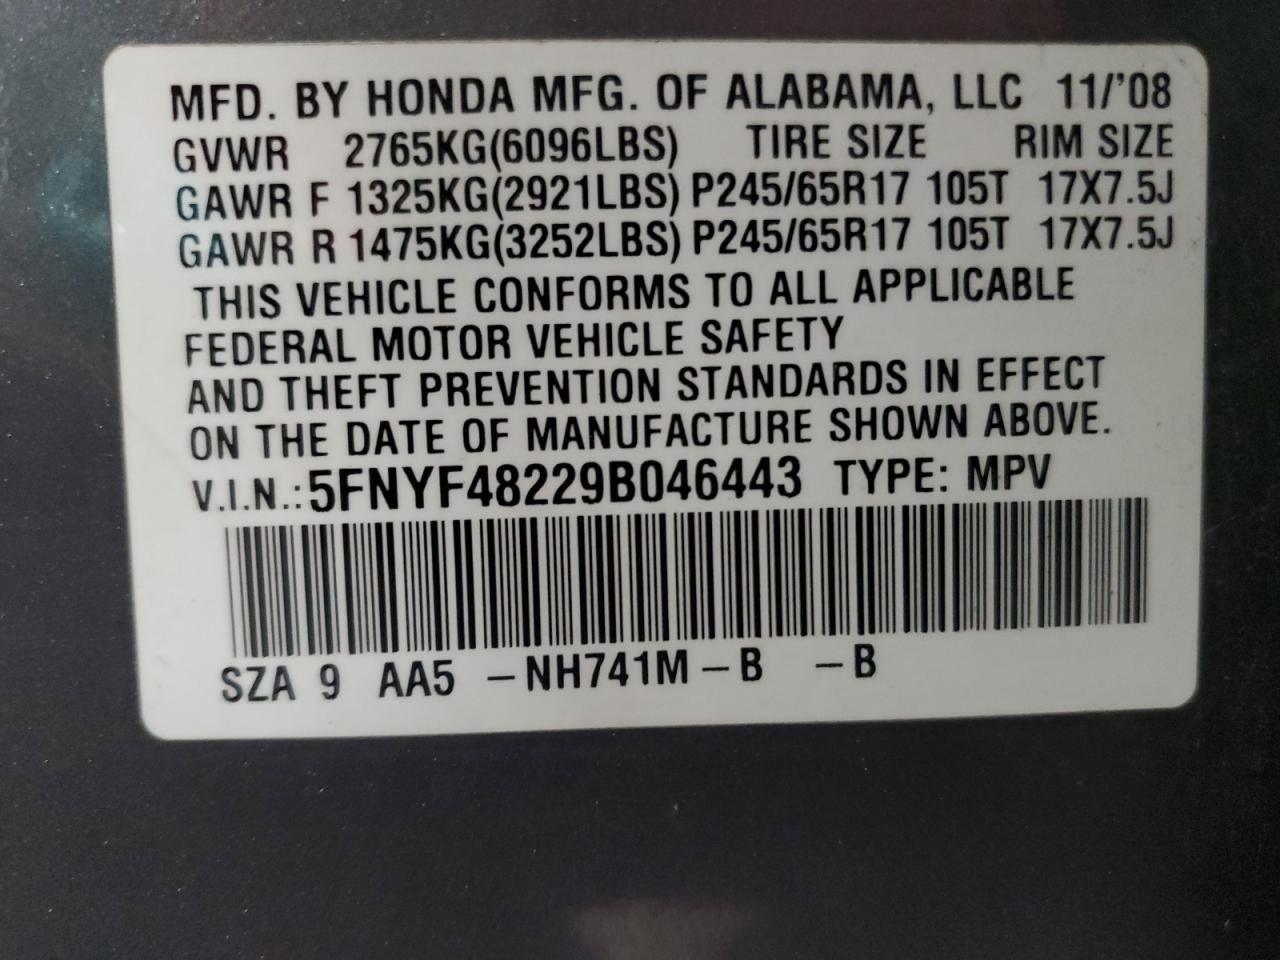 MFD. BY HONDA MFG. OF ALABAMA, LLC 11/'08
GVWR 2765KG(6096LBS) TIRE SIZE RIM SIZE
GAWR F 1325KG(2921LBS) P245/65R17 105T 17X7.5J
GAWR R 1475KG(3252LBS) P245/65R17 105T 17X7.5J
THIS VEHICLE CONFORMS TO ALL APPLICABLE
FEDERAL MOTOR VEHICLE SAFETY
AND THEFT PREVENTION STANDARDS IN EFFECT
ON THE DATE OF MANUFACTURE SHOWN ABOVE.
V.I.N.: 5FNYF48229B046443 TYPE: MPV
SZA 9 AA5 –NH741M–B –B